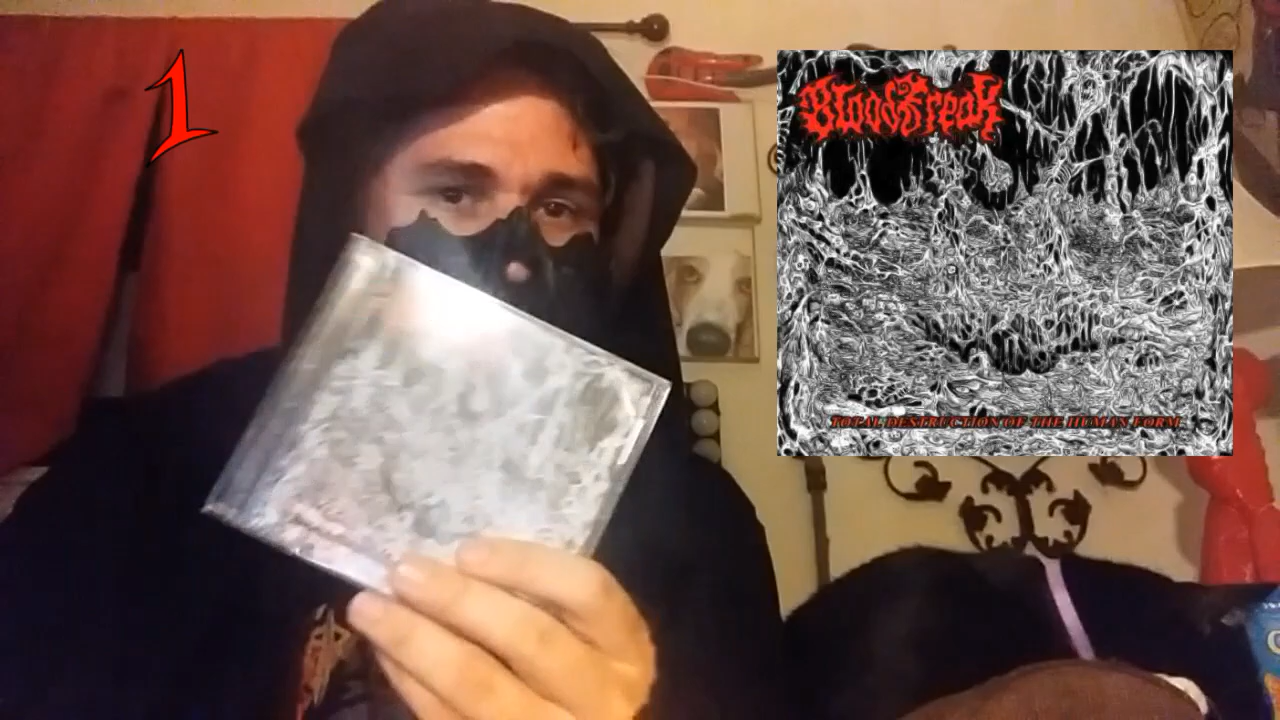 1
BloodFreak
TOTAL DESTRUCTION OF THE HUMAN FORM